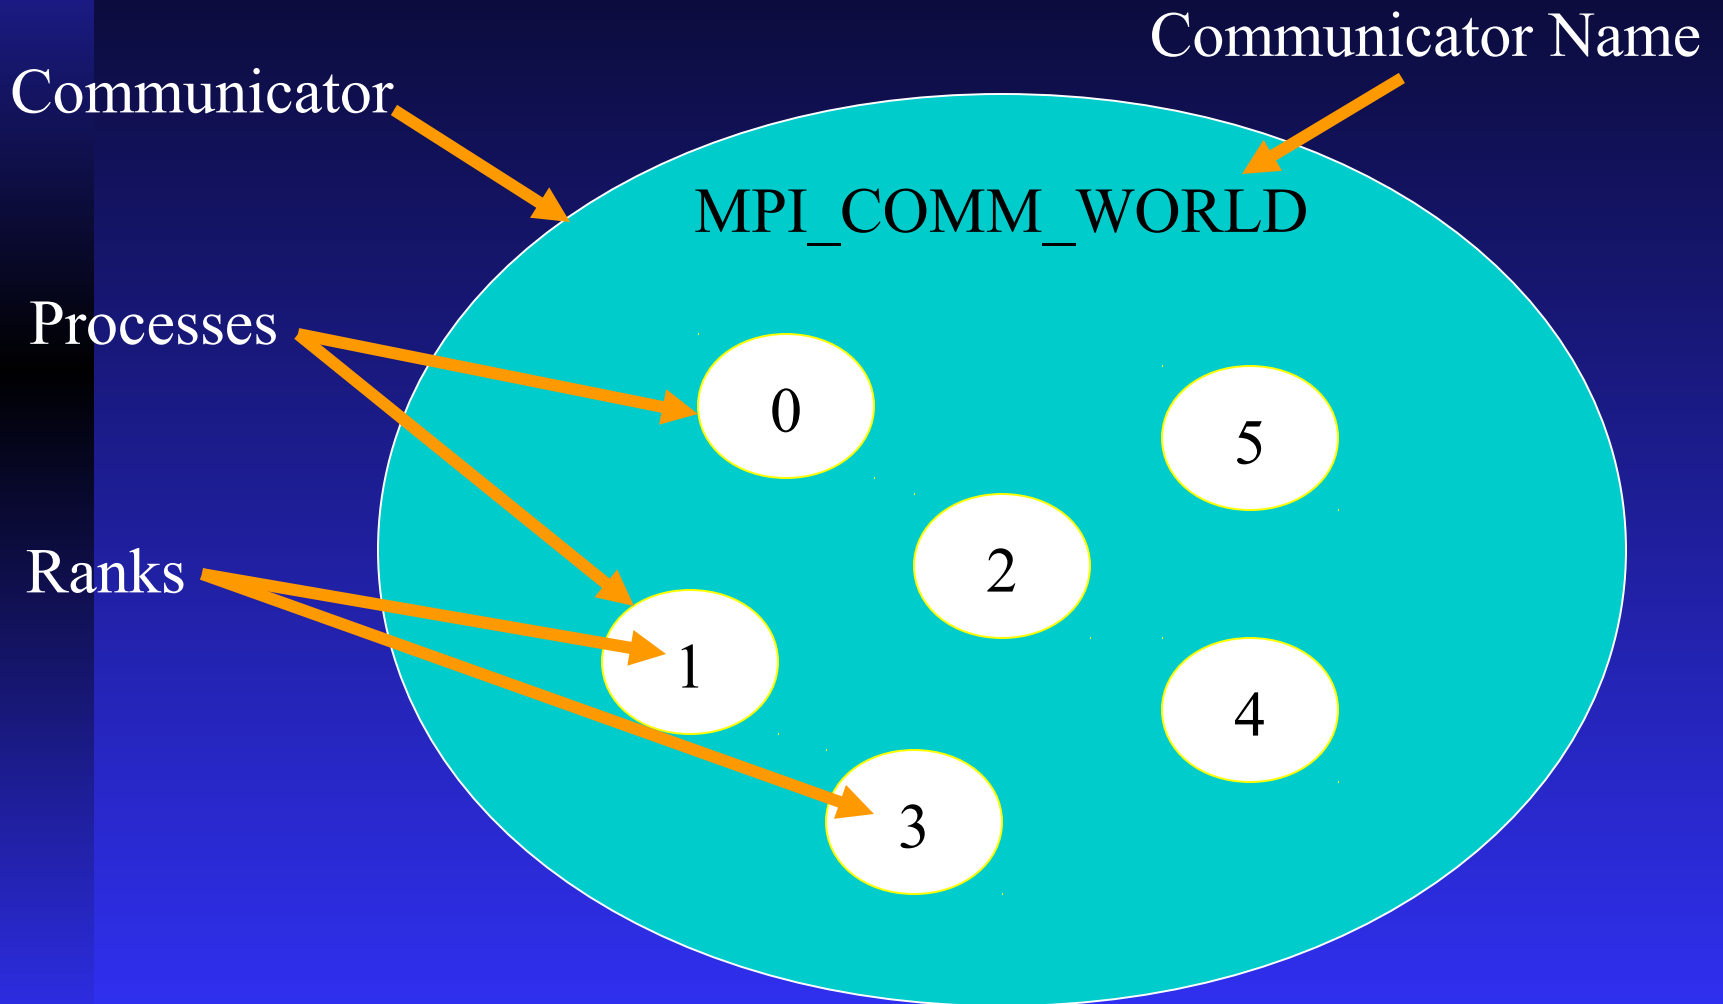 Communicator Name
Communicator
MPI_COMM_WORLD
Processes
0
5
2
Ranks
1
4
3